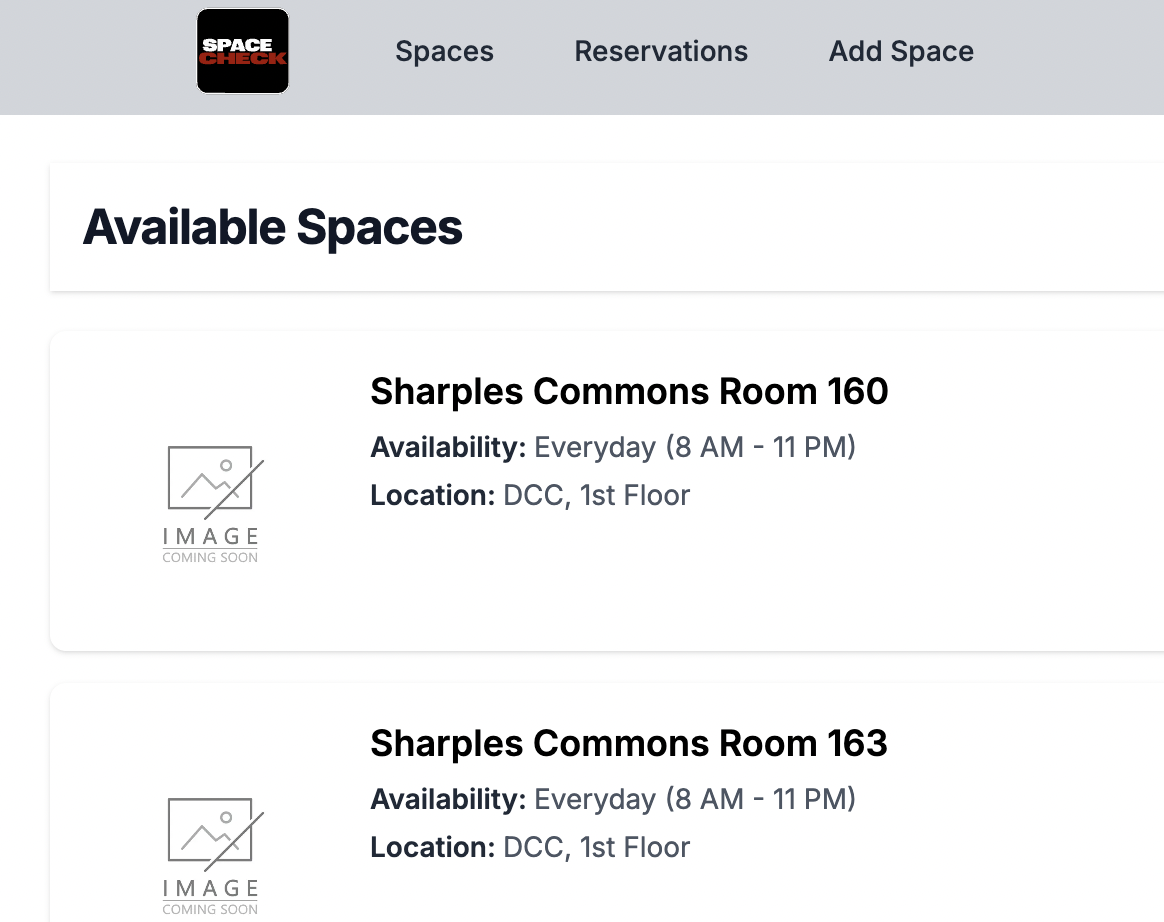 SPACE
CHECK
Spaces
Reservations
Add Space
Available Spaces
Sharples Commons Room 160
Availability: Everyday (8 AM - 11 PM)
Location: DCC, 1st Floor
IMAGE
COMING SOON
Sharples Commons Room 163
Availability: Everyday (8 AM - 11 PM)
Location: DCC, 1st Floor
IMAGE
COMING SOON